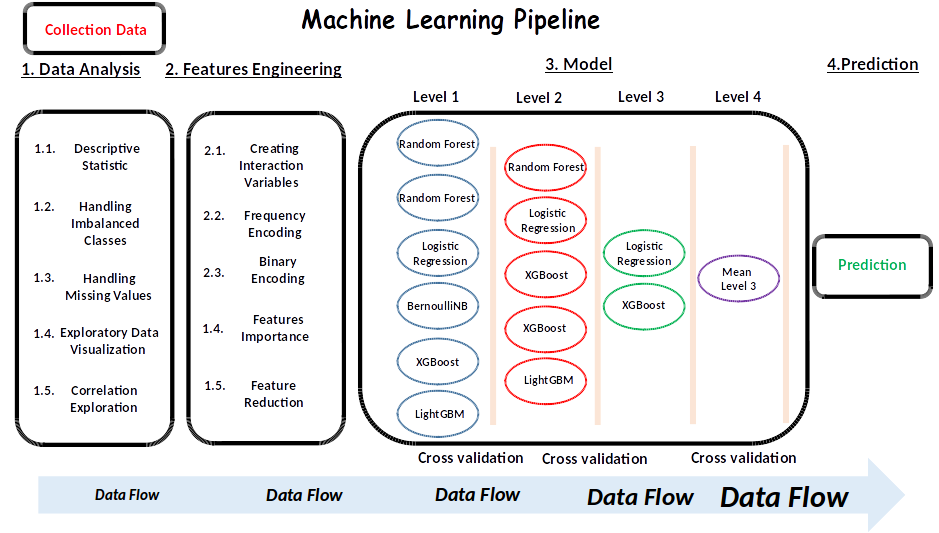 Machine Learning Pipeline
Collection Data
1. Data Analysis
2. Features Engineering
3. Model
4.Prediction
1.1. Descriptive
Statistic
1.2. Handling
Imbalanced
Classes
1.3. Handling
Missing Values
1.4. Exploratory Data
Visualization
1.5. Correlation
Exploration
2.1. Creating
Interaction
Variables
2.2. Frequency
Encoding
2.3. Binary
Encoding
1.4. Features
Importance
1.5. Feature
Reduction
Level 1
Random Forest
Random Forest
Logistic
Regression
BernoulliNB
XGBoost
LightGBM
Level 2
Random Forest
Logistic
Regression
XGBoost
XGBoost
LightGBM
Level 3
Logistic
Regression
XGBoost
Level 4
Mean
Level 3
Prediction
Cross validation
Cross validation
Cross validation
Data Flow
Data Flow
Data Flow
Data Flow
Data Flow